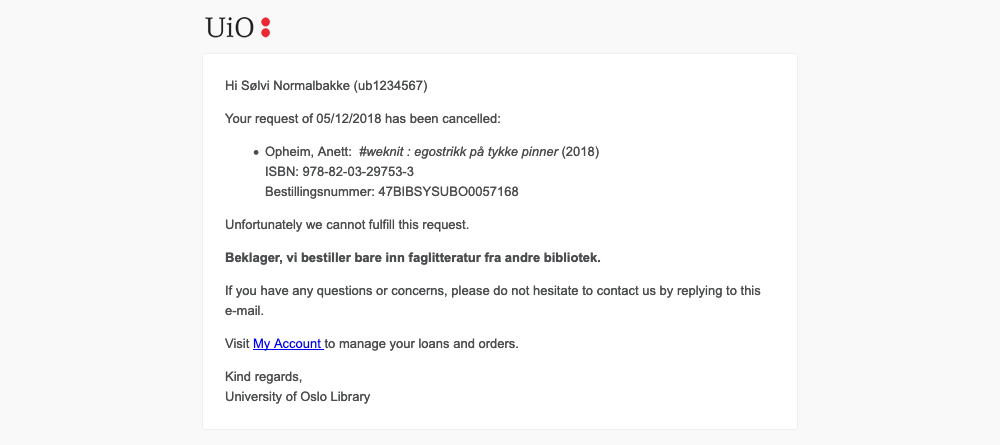 UiO:
Hi Sølvi Normalbakke (ub1234567)
Your request of 05/12/2018 has been cancelled:
• Opheim, Anett:  #weknit : egostrikk på tykke pinner (2018)
ISBN: 978-82-03-29753-3
Bestillingsnummer: 47BIBSYSUBO0057168
Unfortunately we cannot fulfill this request.
Beklager, vi bestiller bare inn faglitteratur fra andre bibliotek.
If you have any questions or concerns, please do not hesitate to contact us by replying to this
e-mail.
Visit My Account to manage your loans and orders.
Kind regards,
University of Oslo Library